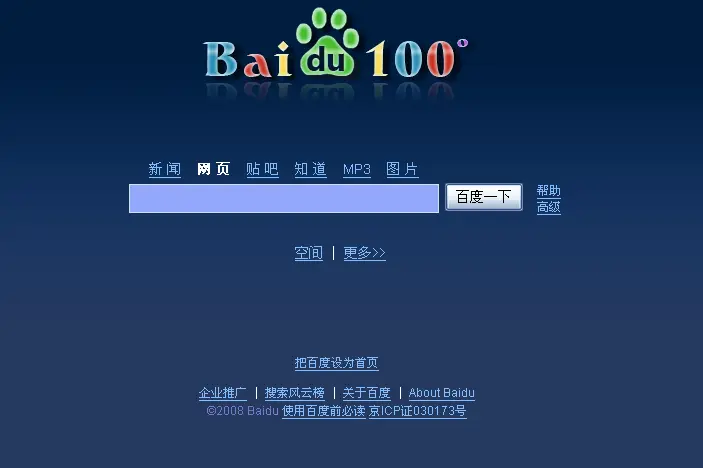 Baidu100°
新 闻 网 页 贴 吧 知 道 MP3 图 片
百度一下 帮助
高级
空间 | 更多>>
把百度设为首页
企业推广 | 搜索风云榜 | 关于百度 | About Baidu
©2008 Baidu 使用百度前必读 京ICP证030173号